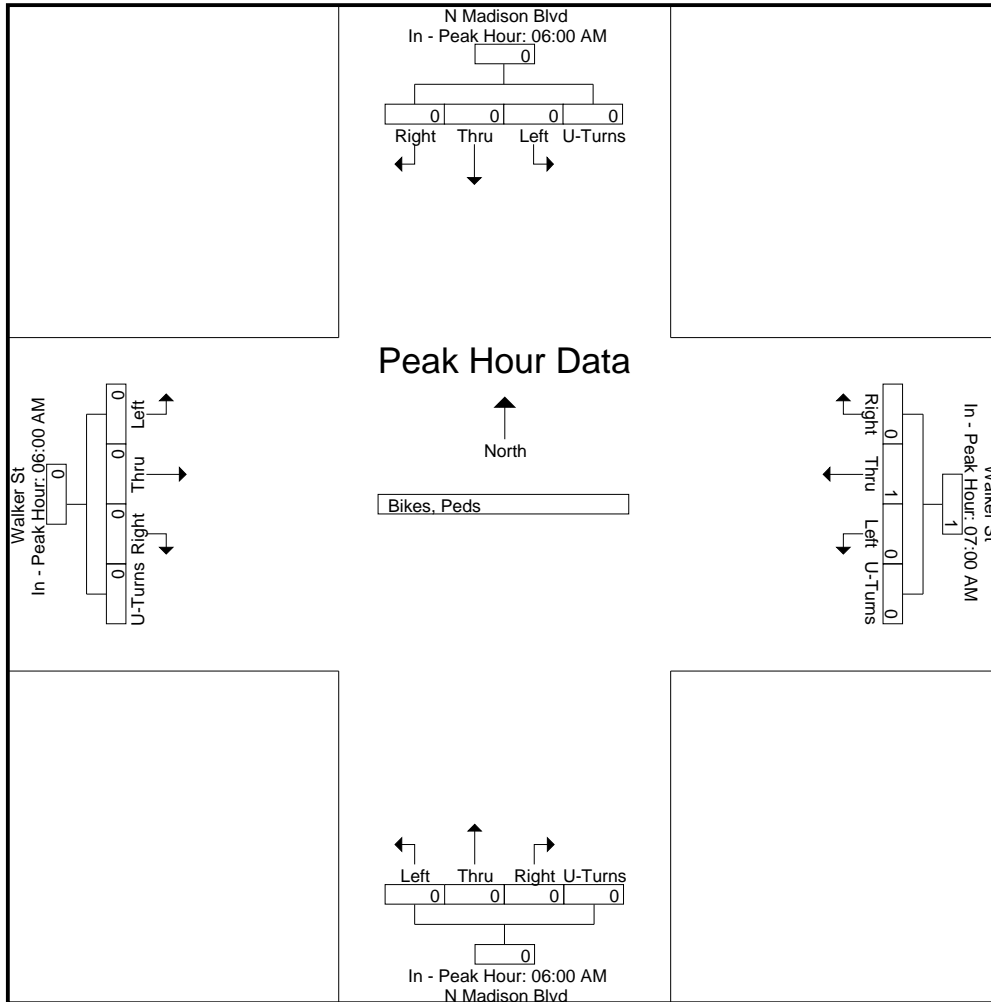 N Madison Blvd
In - Peak Hour: 06:00 AM
0
0 0 0 0
Right Thru Left U-Turns
Peak Hour Data
North
Bikes, Peds
Walker St
In - Peak Hour: 06:00 AM
0
0 0 0 0
Left Thru Right U-Turns
Walker St
In - Peak Hour: 07:00 AM
1
0 1 0 0
Right Thru Left U-Turns
Left Thru Right U-Turns
0 0 0 0
0
In - Peak Hour: 06:00 AM
N Madison Blvd